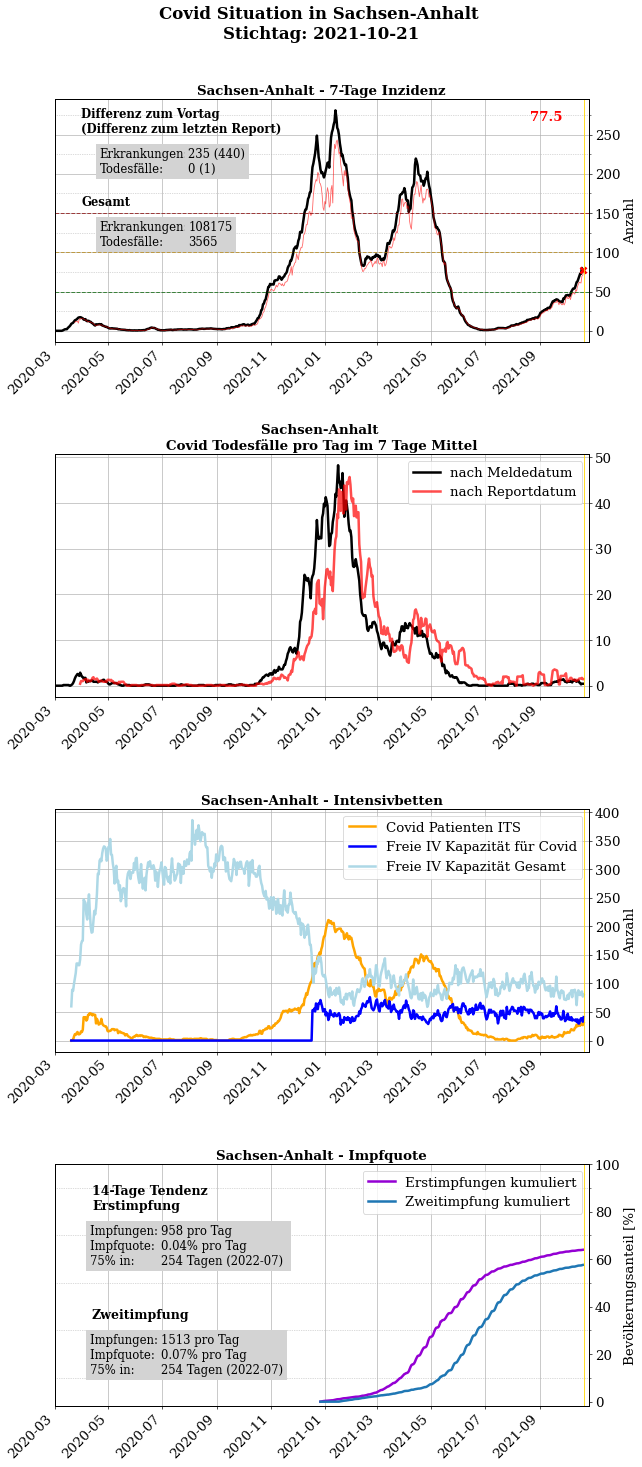 Covid Situation in Sachsen-Anhalt
Stichtag: 2021-10-21
Sachsen-Anhalt - 7-Tage Inzidenz
Differenz zum Vortag
(Differenz zum letzten Report)
Erkrankungen 235 (440)
Todesfälle: 0 (1)
Gesamt
Erkrankungen 108175
Todesfälle: 3565
77.5
250
200
150
100
50
0
Anzahl
2020-03
2020-05
2020-07
2020-09
2020-11
2021-01
2021-03
2021-05
2021-07
2021-09
Sachsen-Anhalt
Covid Todesfälle pro Tag im 7 Tage Mittel
nach Meldedatum
nach Reportdatum
50
40
30
20
10
0
2020-03
2020-05
2020-07
2020-09
2020-11
2021-01
2021-03
2021-05
2021-07
2021-09
Sachsen-Anhalt - Intensivbetten
Covid Patienten ITS
Freie IV Kapazität für Covid
Freie IV Kapazität Gesamt
400
350
300
250
200
150
100
50
0
Anzahl
2020-03
2020-05
2020-07
2020-09
2020-11
2021-01
2021-03
2021-05
2021-07
2021-09
Sachsen-Anhalt - Impfquote
14-Tage Tendenz
Erstimpfung
Impfungen: 958 pro Tag
Impfquote: 0.04% pro Tag
75% in: 254 Tagen (2022-07)
Zweitimpfung
Impfungen: 1513 pro Tag
Impfquote: 0.07% pro Tag
75% in: 254 Tagen (2022-07)
Erstimpfungen kumuliert
Zweitimpfung kumuliert
100
80
60
40
20
0
Bevölkerungsanteil [%]
2020-03
2020-05
2020-07
2020-09
2020-11
2021-01
2021-03
2021-05
2021-07
2021-09